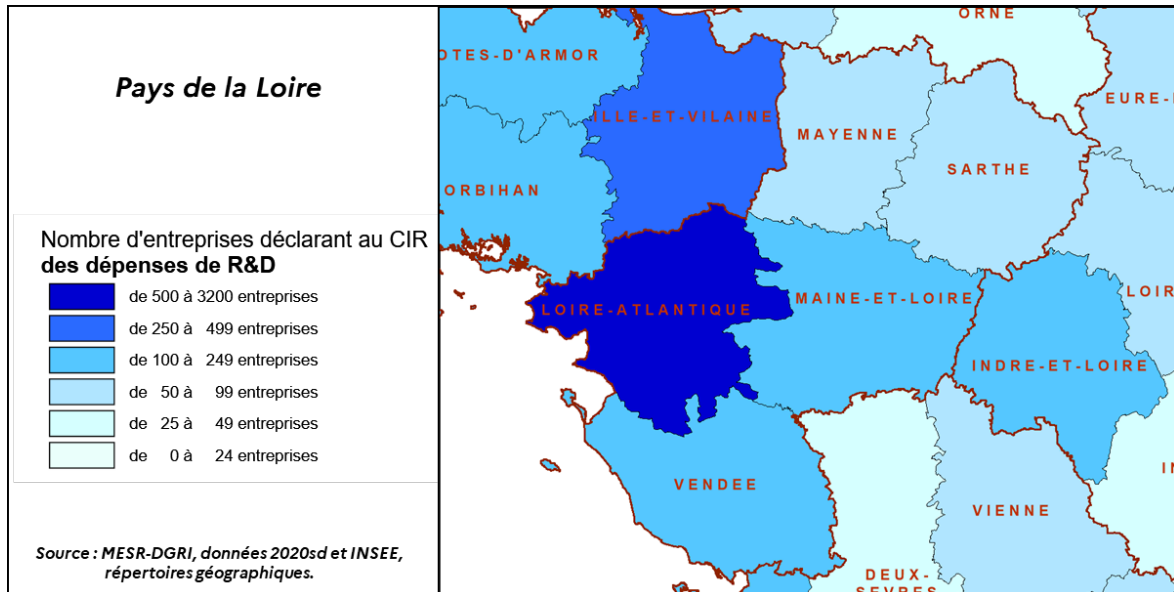 Pays de la Loire
Nombre d'entreprises déclarant au CIR
des dépenses de R&D
de 500 à 3200 entreprises
de 250 à 499 entreprises
de 100 à 249 entreprises
de 50 à 99 entreprises
de 25 à 49 entreprises
de 0 à 24 entreprises
Source : MESR-DGRI, données 2020sd et INSEE,
répertoires géographiques.
ORNE
OTES-D'ARMOR
EURE-
ILLE-ET-VILAINE
MAYENNE
SARTHE
ORBIHAN
LOIR
MAINE-ET-LOIRE
LOIRE-ATLANTIQUE
INDRE-ET-LOIRE
IN
VENDEE
VIENNE
DEUX-
SEVRES